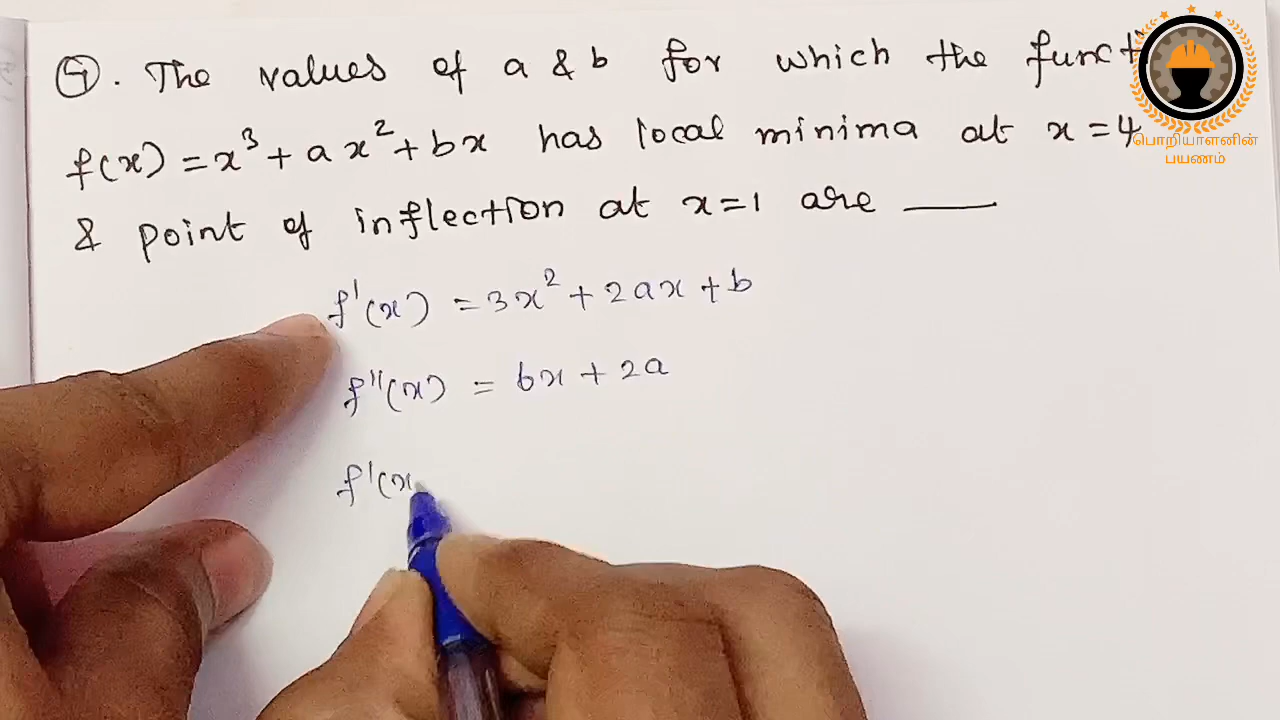 7. The values of a & b for which the funct
f(x) = x³ + ax² + bx has local minima at x = 4
& point of inflection at x=1 are ____
f'(x) = 3x² + 2ax + b
f''(x) = 6x + 2a
f'(x
பொறியாளனின்
பயணம்